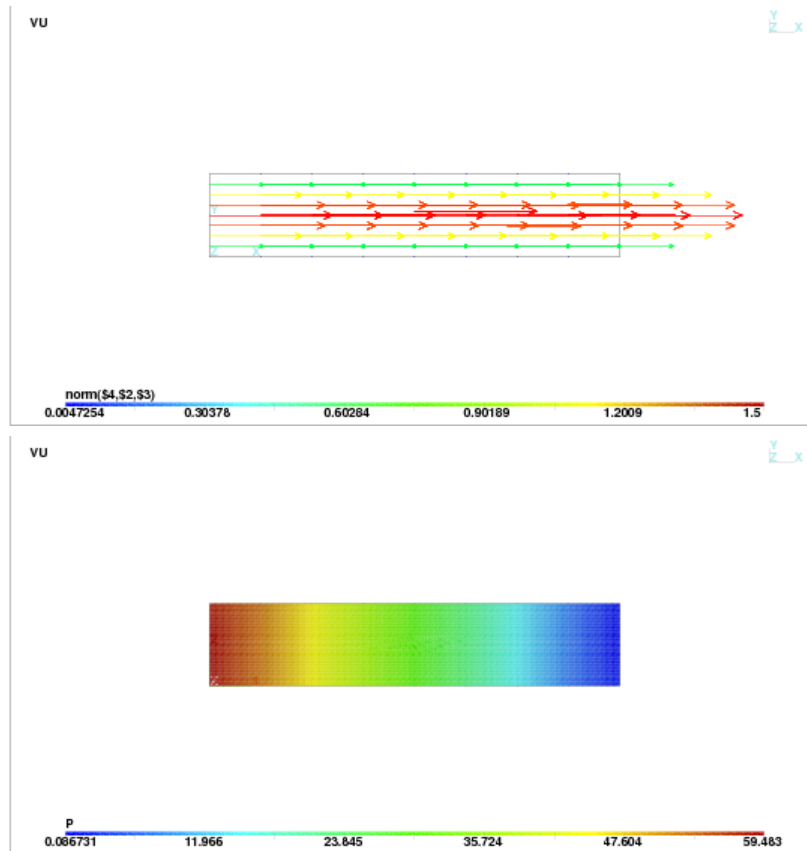 VU
Y
Z X
Y
Z X
norm($4,$2,$3)
0.0047254 0.30378 0.60284 0.90189 1.2009 1.5
VU
Y
Z X
P
0.086731 11.966 23.845 35.724 47.604 59.483